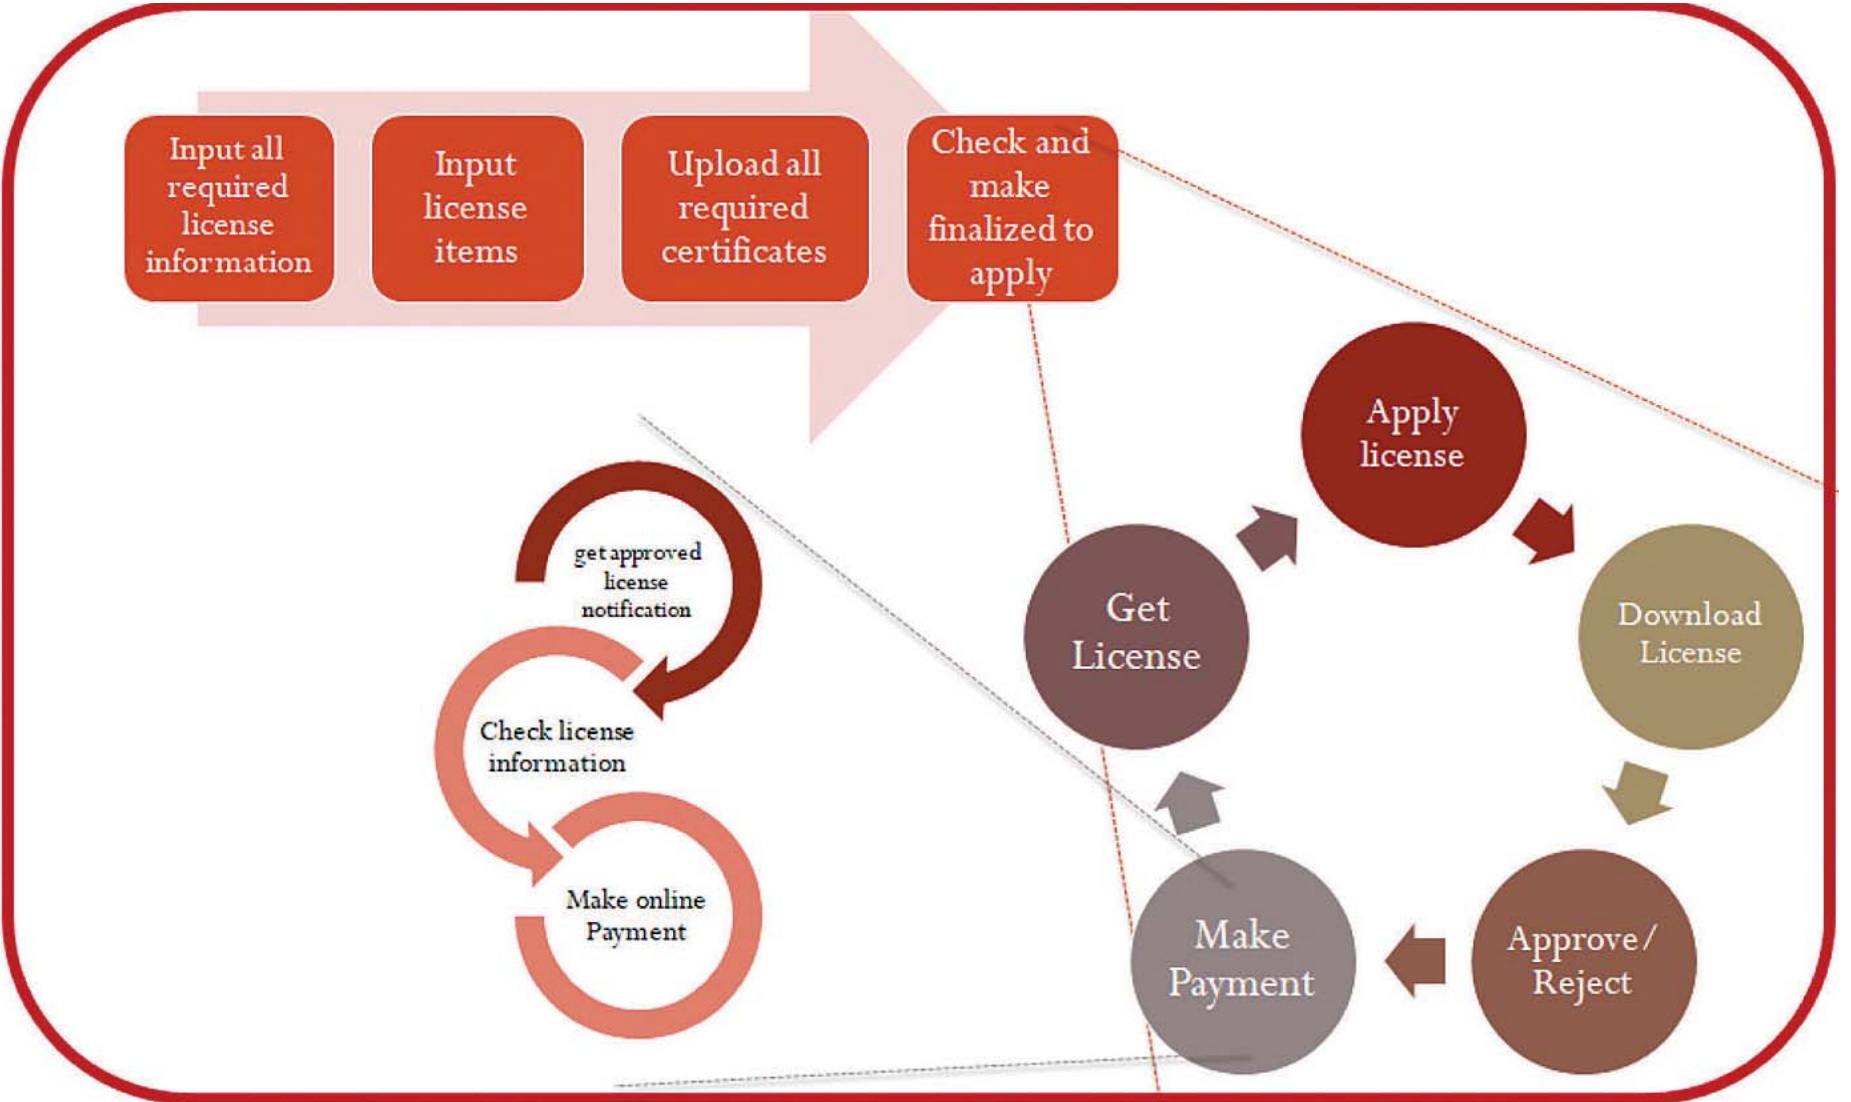 Input all
required
license
information
Input
license
items
Upload all
required
certificates
Check and
make
finalized to
apply
Apply
license
Download
License
Approve/
Reject
Make
Payment
Get
License
get approved
license
notification
Check license
information
Make online
Payment